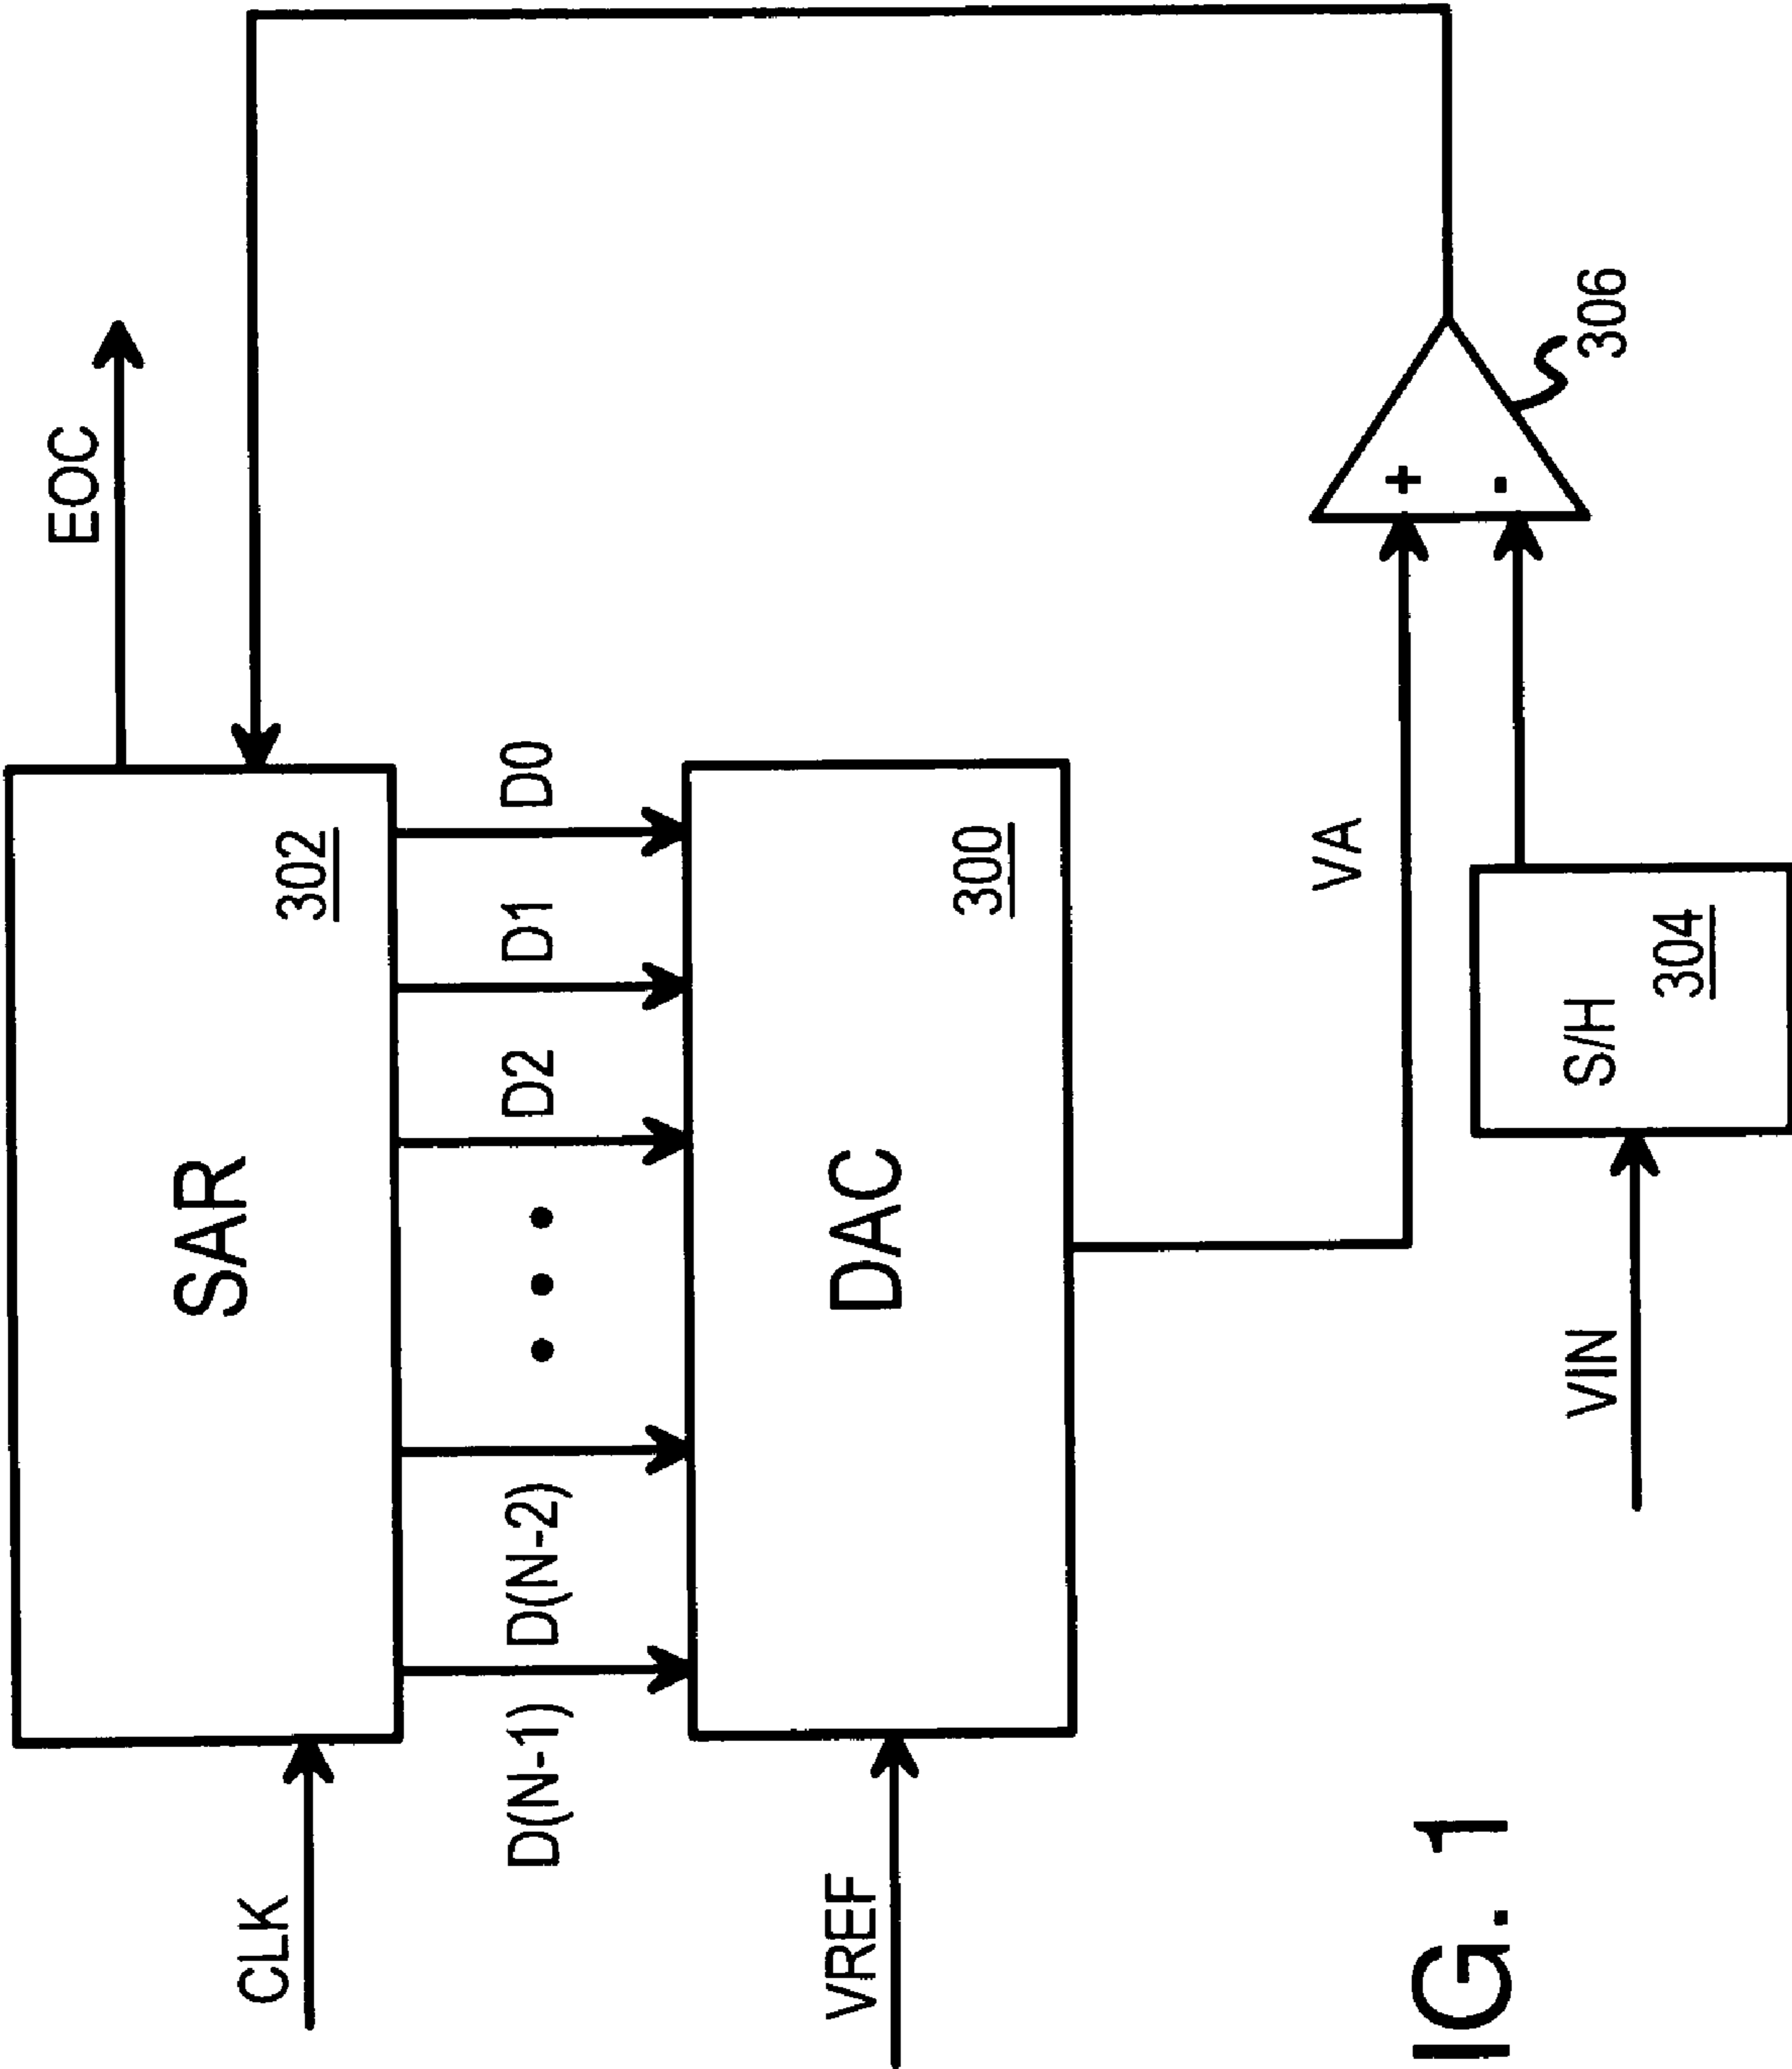 EOC
CLK
SAR
302
D(N-1)
D(N-2)
D2
D1
D0
VREF
DAC
300
VA
+
-
306
VIN
S/H
304
IG. 1